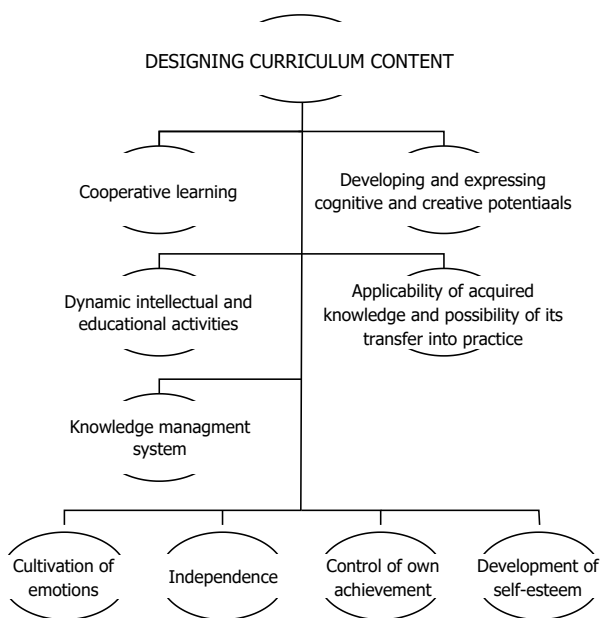 DESIGNING CURRICULUM CONTENT
Cooperative learning
Developing and expressing
cognitive and creative potentiaals
Dynamic intellectual and
educational activities
Applicability of acquired
knowledge and possibility of its
transfer into practice
Knowledge managment
system
Cultivation of
emotions
Independence
Control of own
achievement
Development of
self-esteem